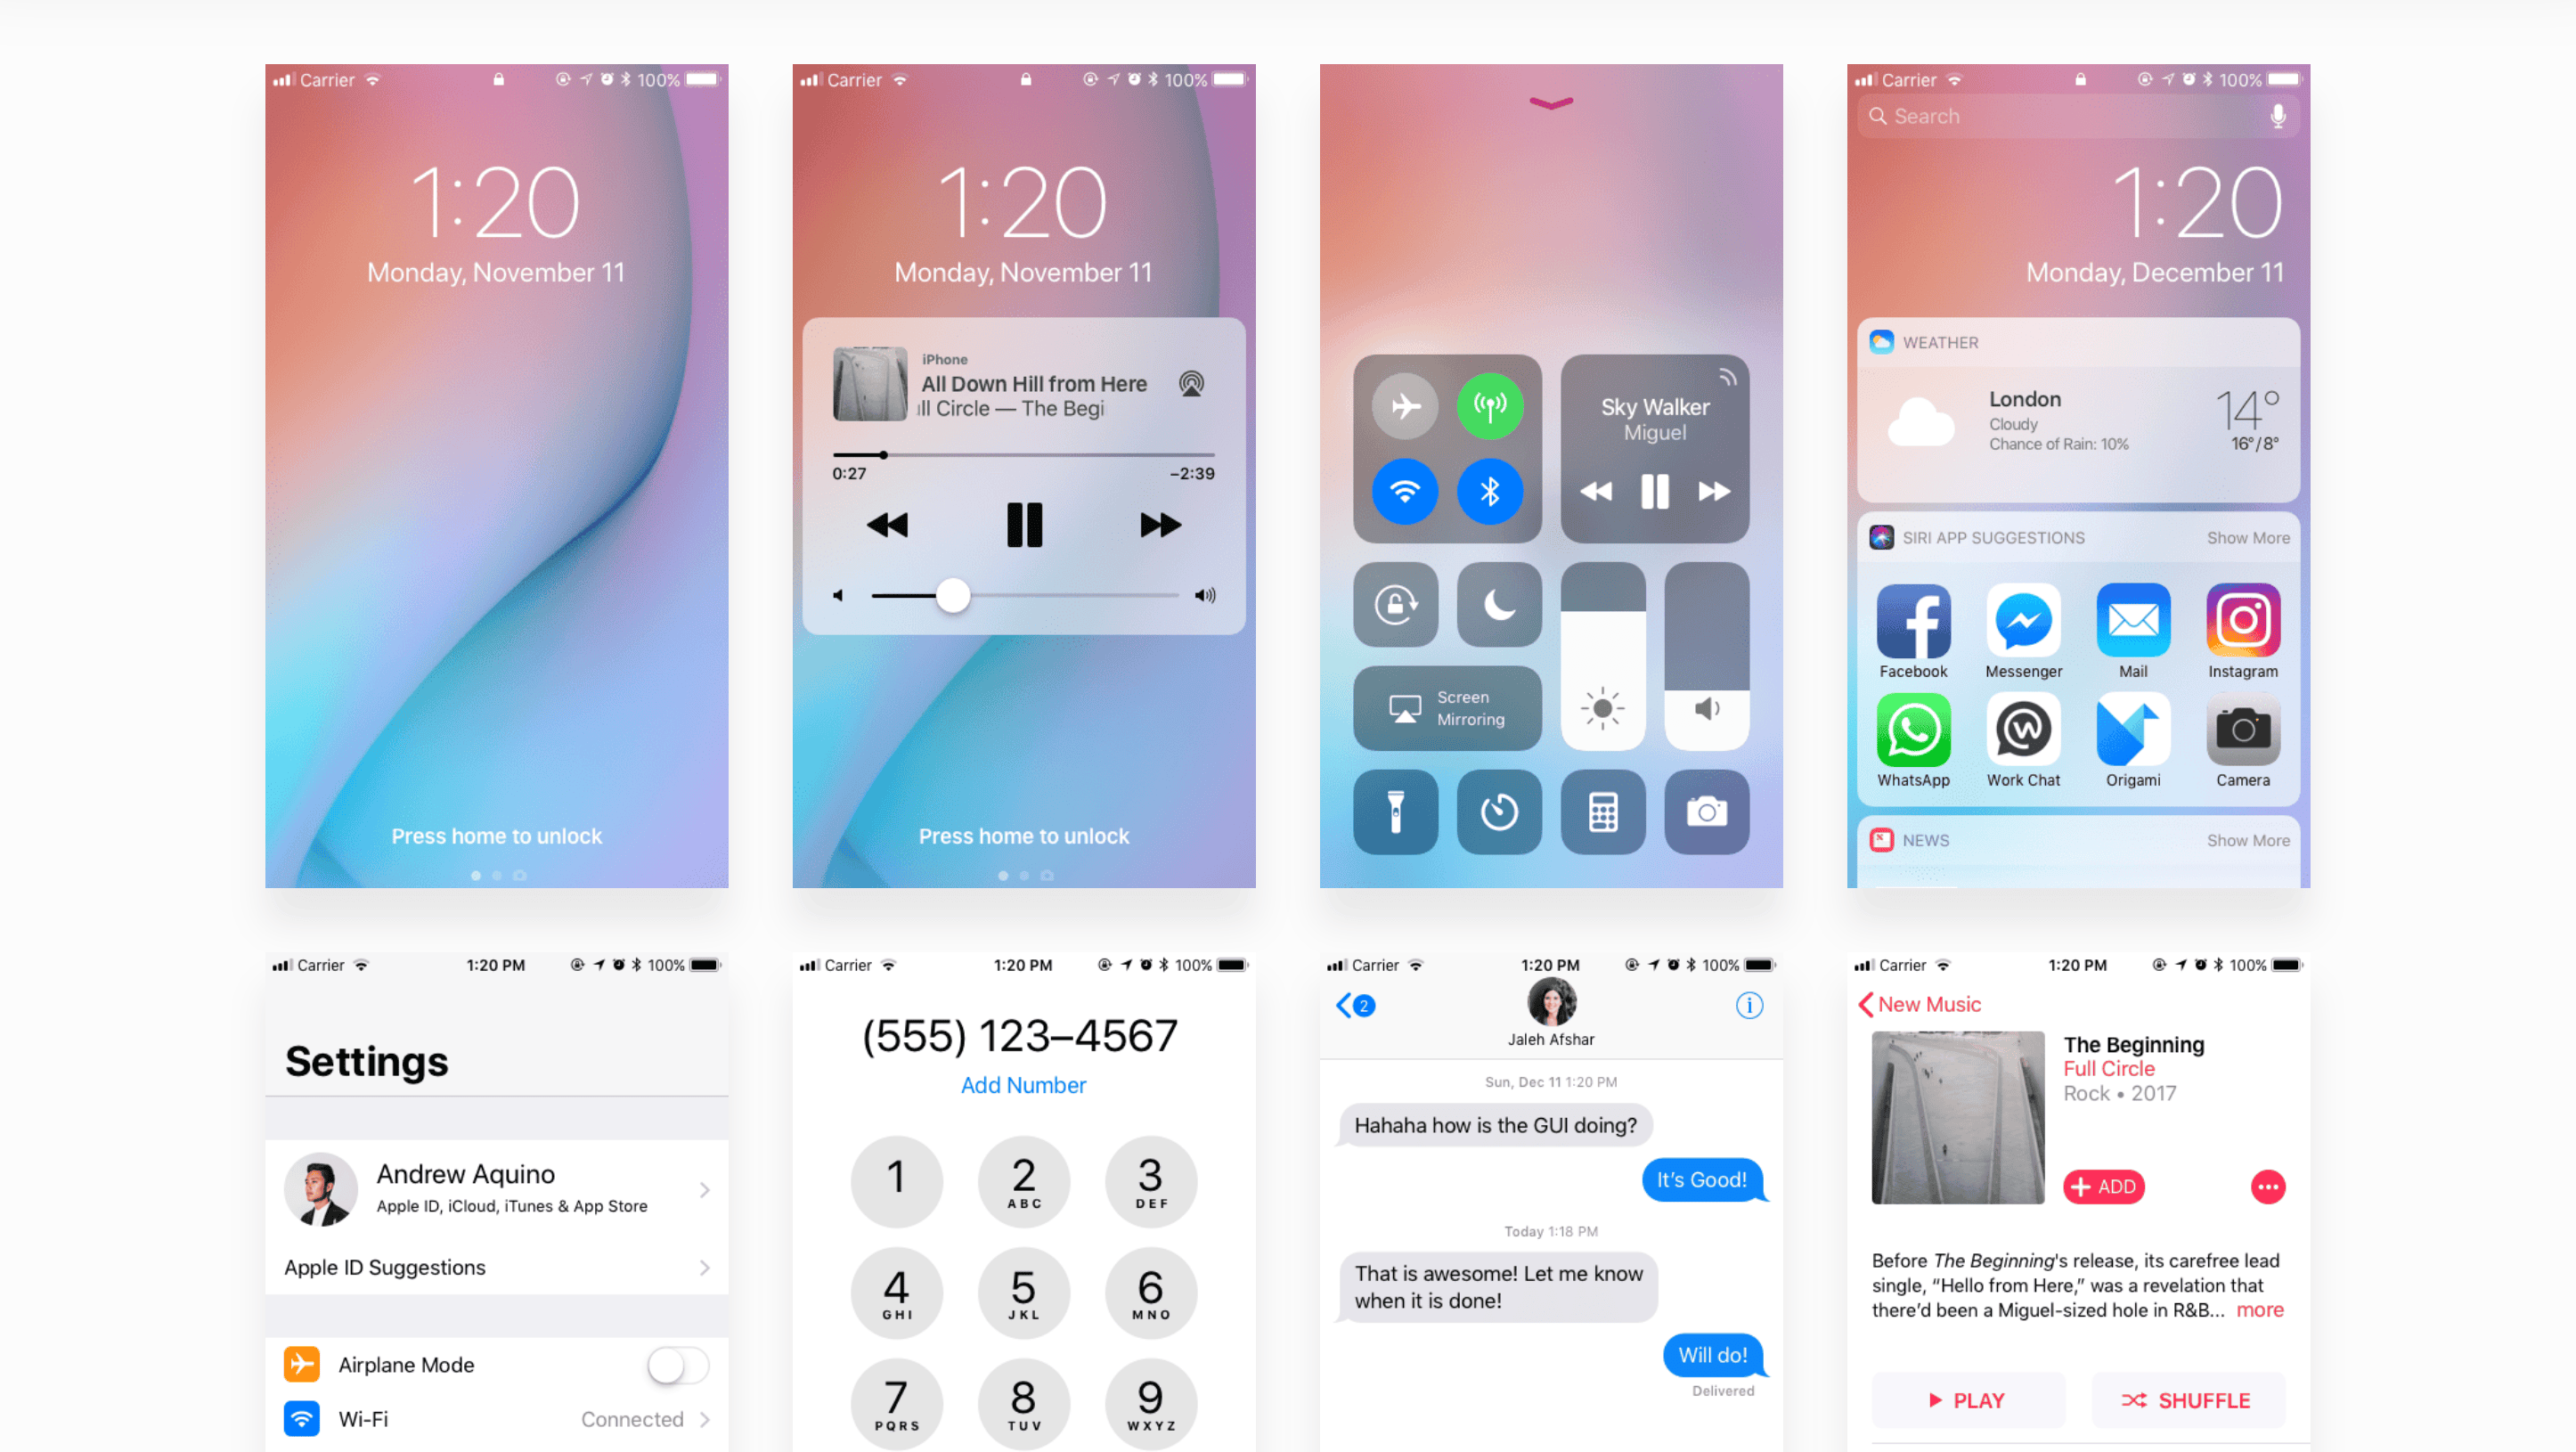 Carrier 100%
1:20
Monday, November 11
Press home to unlock
Carrier 100%
1:20
Monday, November 11
iPhone
All Down Hill from Here
ll Circle — The Begi
0:27 –2:39
Press home to unlock
Sky Walker
Miguel
Screen
Mirroring
Carrier 100%
Search
1:20
Monday, December 11
WEATHER
London
Cloudy
Chance of Rain: 10%
14°
16°/8°
SIRI APP SUGGESTIONS Show More
Facebook Messenger Mail Instagram
WhatsApp Work Chat Origami Camera
NEWS Show More
Carrier 1:20 PM 100%
Settings
Andrew Aquino
Apple ID, iCloud, iTunes & App Store
Apple ID Suggestions
Airplane Mode
Wi-Fi Connected
Carrier 1:20 PM 100%
(555) 123–4567
Add Number
1 2 3
ABC DEF
4 5 6
GHI JKL MNO
7 8 9
PQRS TUV WXYZ
Carrier 1:20 PM 100%
2
Jaleh Afshar
Sun, Dec 11 1:20 PM
Hahaha how is the GUI doing?
It’s Good!
Today 1:18 PM
That is awesome! Let me know
when it is done!
Will do!
Delivered
Carrier 1:20 PM 100%
New Music
The Beginning
Full Circle
Rock • 2017
+ ADD
Before The Beginning's release, its carefree lead
single, “Hello from Here,” was a revelation that
there’d been a Miguel-sized hole in R&B... more
PLAY SHUFFLE